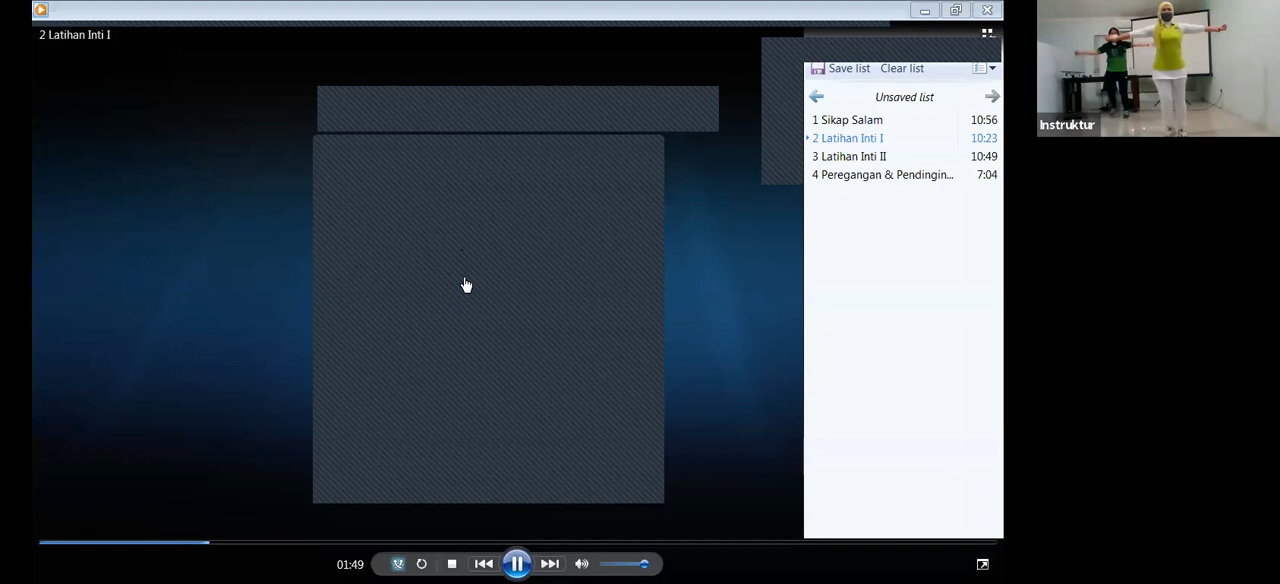 2 Latihan Inti I
Save list Clear list
Unsaved list
1 Sikap Salam 10:56
2 Latihan Inti I 10:23
3 Latihan Inti II 10:49
4 Peregangan & Pendingin... 7:04
Instruktur
01:49